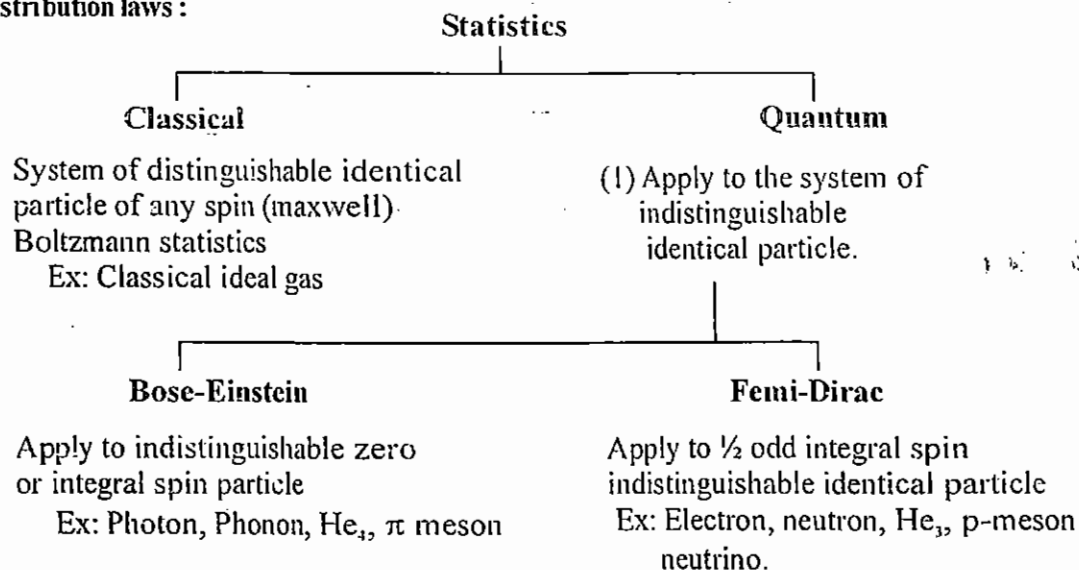 stribution laws :
Statistics
Classical
Quantum
System of distinguishable identical
particle of any spin (maxwell)
Boltzmann statistics
Ex: Classical ideal gas
(1) Apply to the system of
indistinguishable
identical particle.
Bose-Einstein
Femi-Dirac
Apply to indistinguishable zero
or integral spin particle
Ex: Photon, Phonon, He₄, π meson
Apply to ½ odd integral spin
indistinguishable identical particle
Ex: Electron, neutron, He₃, p-meson
neutrino.